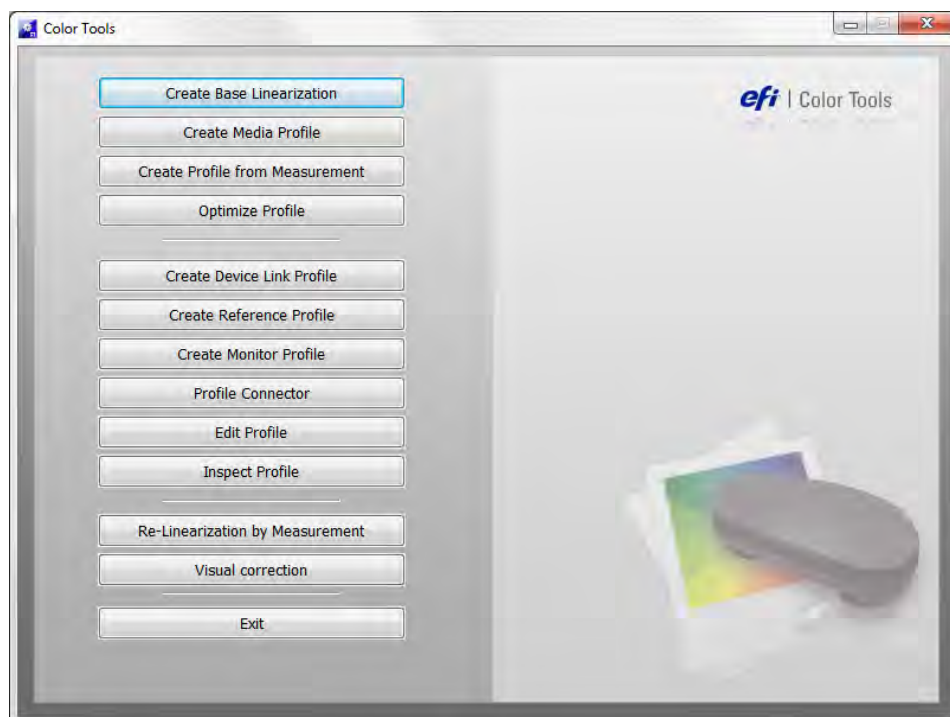 Color Tools
Create Base Linearization
Create Media Profile
Create Profile from Measurement
Optimize Profile
Create Device Link Profile
Create Reference Profile
Create Monitor Profile
Profile Connector
Edit Profile
Inspect Profile
Re-Linearization by Measurement
Visual correction
Exit
efi | Color Tools